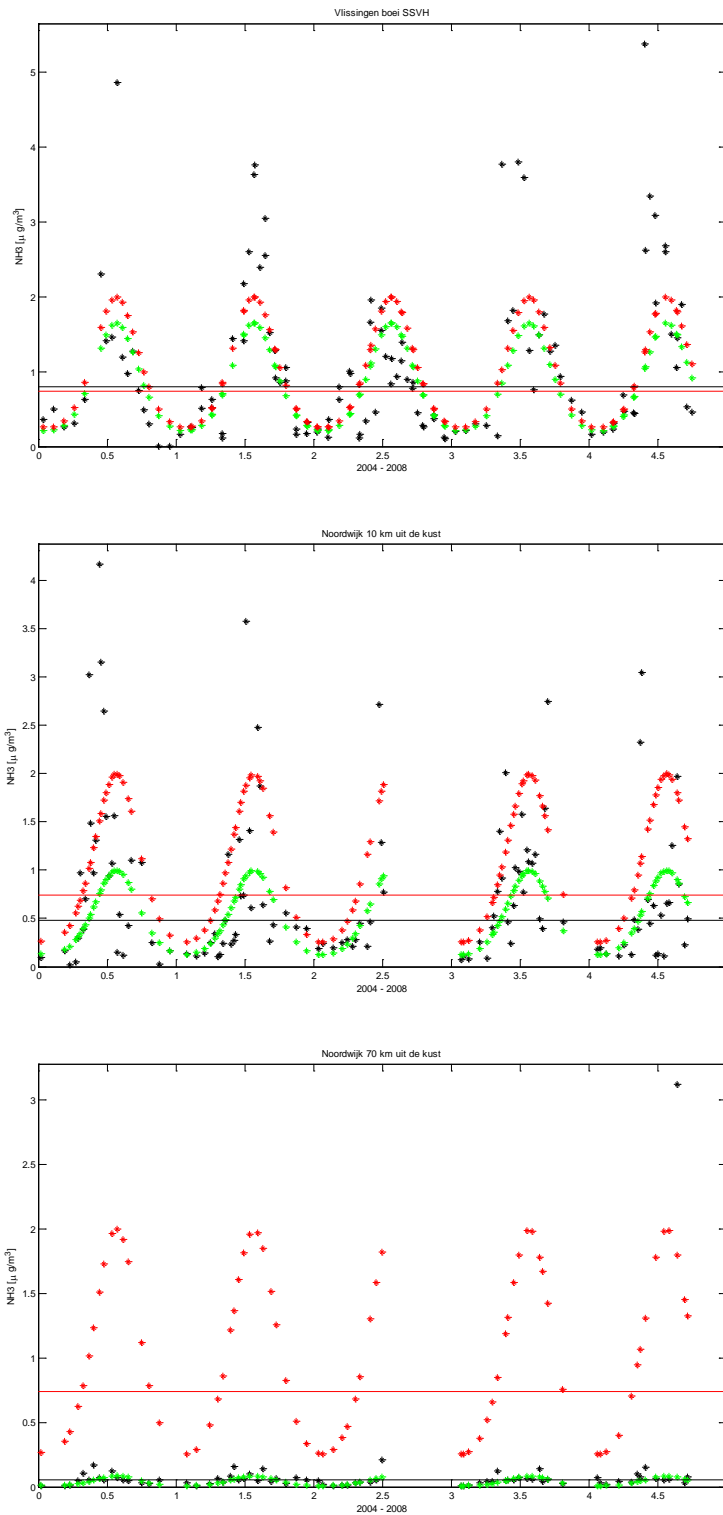 Vlissingen boei SSVH
5
4
3
2
1
0
NH3 [μ g/m³]
0 0.5 1 1.5 2 2.5 3 3.5 4 4.5
2004 - 2008
Noordwijk 10 km uit de kust
4
3.5
3
2.5
2
1.5
1
0.5
0
NH3 [μ g/m³]
0 0.5 1 1.5 2 2.5 3 3.5 4 4.5
2004 - 2008
Noordwijk 70 km uit de kust
3
2.5
2
1.5
1
0.5
0
NH3 [μ g/m³]
0 0.5 1 1.5 2 2.5 3 3.5 4 4.5
2004 - 2008